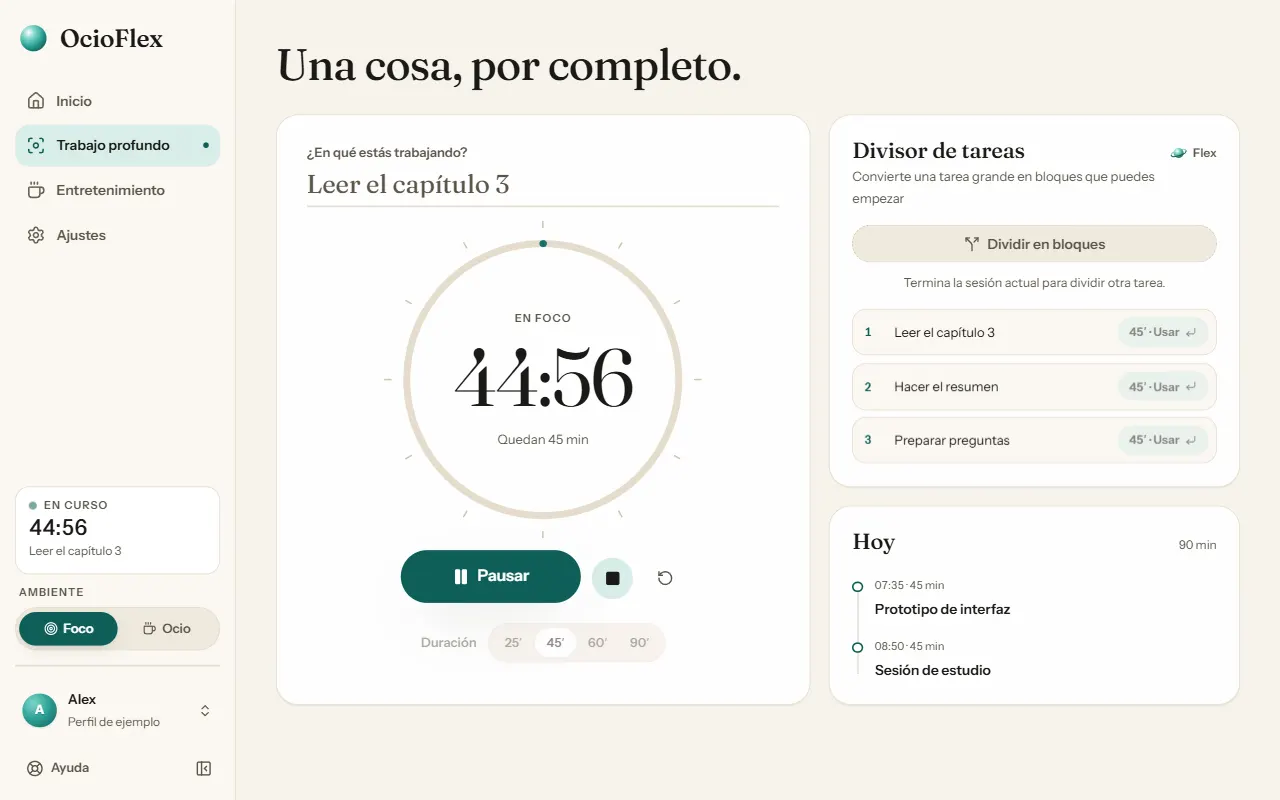 OcioFlex
Inicio
Trabajo profundo
Entretenimiento
Ajustes
EN CURSO
44:56
Leer el capítulo 3
AMBIENTE
Foco
Ocio
A
Alex
Perfil de ejemplo
Ayuda
Una cosa, por completo.
¿En qué estás trabajando?
Leer el capítulo 3
EN FOCO
44:56
Quedan 45 min
Pausar
Duración 25′ 45′ 60′ 90′
Divisor de tareas
Flex
Convierte una tarea grande en bloques que puedes
empezar
Dividir en bloques
Termina la sesión actual para dividir otra tarea.
1 Leer el capítulo 3 45′ · Usar
2 Hacer el resumen 45′ · Usar
3 Preparar preguntas 45′ · Usar
Hoy
90 min
07:35 · 45 min
Prototipo de interfaz
08:50 · 45 min
Sesión de estudio